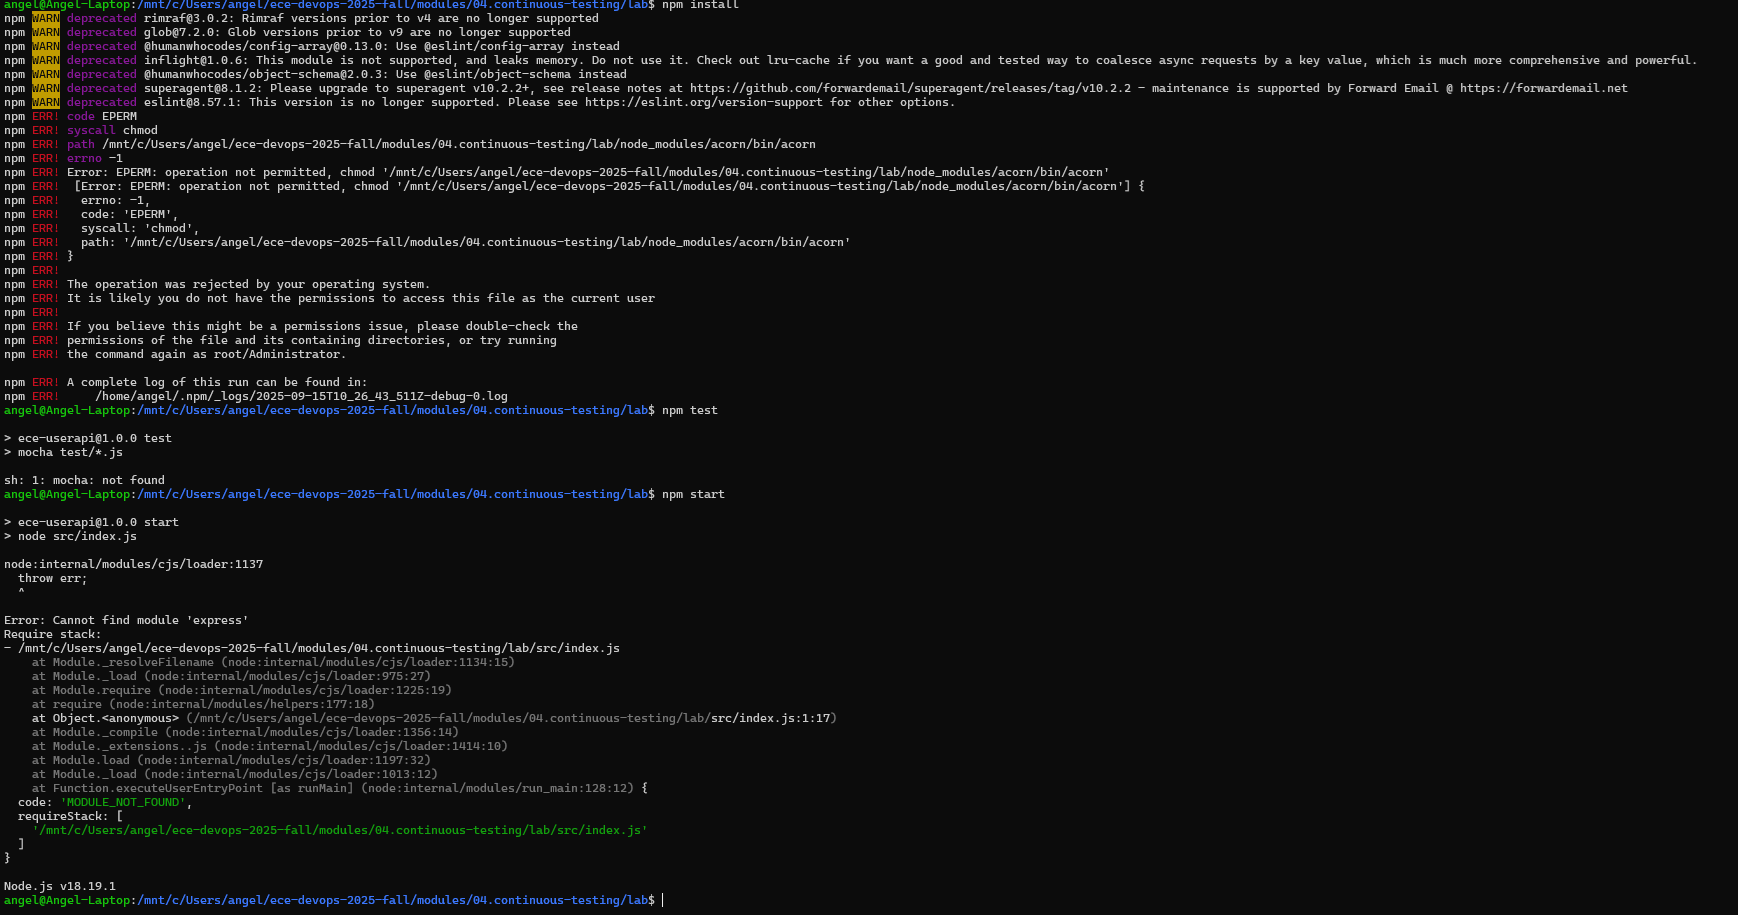 angel@Angel-Laptop:/mnt/c/Users/angel/ece-devops-2025-fall/modules/04.continuous-testing/lab$ npm install
npm WARN deprecated rimraf@3.0.2: Rimraf versions prior to v4 are no longer supported
npm WARN deprecated glob@7.2.0: Glob versions prior to v9 are no longer supported
npm WARN deprecated @humanwhocodes/config-array@0.13.0: Use @eslint/config-array instead
npm WARN deprecated inflight@1.0.6: This module is not supported, and leaks memory. Do not use it. Check out lru-cache if you want a good and tested way to coalesce async requests by a key value, which is much more comprehensive and powerful.
npm WARN deprecated @humanwhocodes/object-schema@2.0.3: Use @eslint/object-schema instead
npm WARN deprecated superagent@8.1.2: Please upgrade to superagent v10.2.2+, see release notes at https://github.com/forwardemail/superagent/releases/tag/v10.2.2 - maintenance is supported by Forward Email @ https://forwardemail.net
npm WARN deprecated eslint@8.57.1: This version is no longer supported. Please see https://eslint.org/version-support for other options.
npm ERR! code EPERM
npm ERR! syscall chmod
npm ERR! path /mnt/c/Users/angel/ece-devops-2025-fall/modules/04.continuous-testing/lab/node_modules/acorn/bin/acorn
npm ERR! errno -1
npm ERR! Error: EPERM: operation not permitted, chmod '/mnt/c/Users/angel/ece-devops-2025-fall/modules/04.continuous-testing/lab/node_modules/acorn/bin/acorn'
npm ERR!  [Error: EPERM: operation not permitted, chmod '/mnt/c/Users/angel/ece-devops-2025-fall/modules/04.continuous-testing/lab/node_modules/acorn/bin/acorn'] {
npm ERR!   errno: -1,
npm ERR!   code: 'EPERM',
npm ERR!   syscall: 'chmod',
npm ERR!   path: '/mnt/c/Users/angel/ece-devops-2025-fall/modules/04.continuous-testing/lab/node_modules/acorn/bin/acorn'
npm ERR! }
npm ERR!
npm ERR! The operation was rejected by your operating system.
npm ERR! It is likely you do not have the permissions to access this file as the current user
npm ERR!
npm ERR! If you believe this might be a permissions issue, please double-check the
npm ERR! permissions of the file and its containing directories, or try running
npm ERR! the command again as root/Administrator.

npm ERR! A complete log of this run can be found in:
npm ERR!     /home/angel/.npm/_logs/2025-09-15T10_26_43_511Z-debug-0.log
angel@Angel-Laptop:/mnt/c/Users/angel/ece-devops-2025-fall/modules/04.continuous-testing/lab$ npm test

> ece-userapi@1.0.0 test
> mocha test/*.js

sh: 1: mocha: not found
angel@Angel-Laptop:/mnt/c/Users/angel/ece-devops-2025-fall/modules/04.continuous-testing/lab$ npm start

> ece-userapi@1.0.0 start
> node src/index.js

node:internal/modules/cjs/loader:1137
  throw err;
  ^

Error: Cannot find module 'express'
Require stack:
- /mnt/c/Users/angel/ece-devops-2025-fall/modules/04.continuous-testing/lab/src/index.js
    at Module._resolveFilename (node:internal/modules/cjs/loader:1134:15)
    at Module._load (node:internal/modules/cjs/loader:975:27)
    at Module.require (node:internal/modules/cjs/loader:1225:19)
    at require (node:internal/modules/helpers:177:18)
    at Object.<anonymous> (/mnt/c/Users/angel/ece-devops-2025-fall/modules/04.continuous-testing/lab/src/index.js:1:17)
    at Module._compile (node:internal/modules/cjs/loader:1356:14)
    at Module._extensions..js (node:internal/modules/cjs/loader:1414:10)
    at Module.load (node:internal/modules/cjs/loader:1197:32)
    at Module._load (node:internal/modules/cjs/loader:1013:12)
    at Function.executeUserEntryPoint [as runMain] (node:internal/modules/run_main:128:12) {
  code: 'MODULE_NOT_FOUND',
  requireStack: [
    '/mnt/c/Users/angel/ece-devops-2025-fall/modules/04.continuous-testing/lab/src/index.js'
  ]
}

Node.js v18.19.1
angel@Angel-Laptop:/mnt/c/Users/angel/ece-devops-2025-fall/modules/04.continuous-testing/lab$